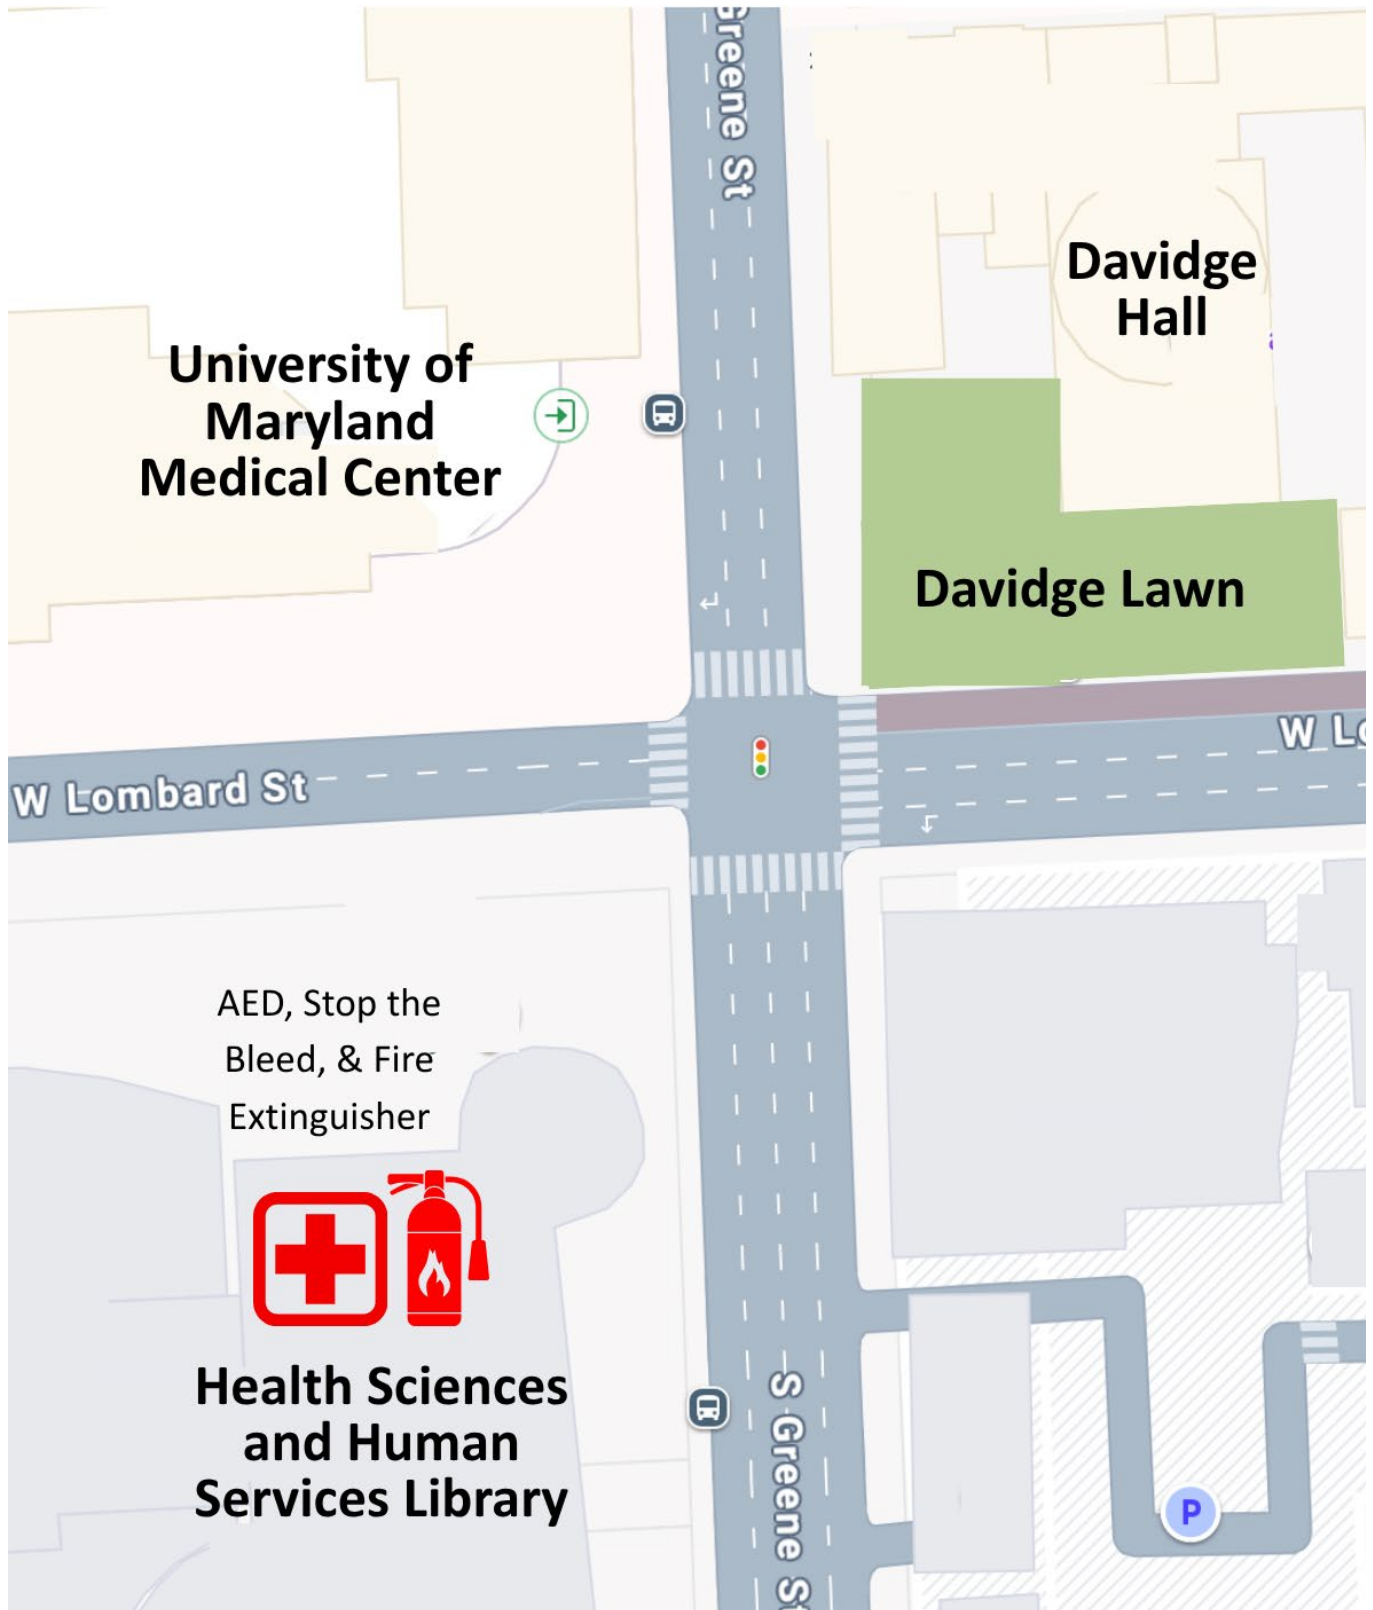 Greene St
Davidge
Hall
University of
Maryland
Medical Center
Davidge Lawn
W Lombard St
W
AED, Stop the
Bleed, & Fire
Extinguisher
Health Sciences
and Human
Services Library
S Greene St
P